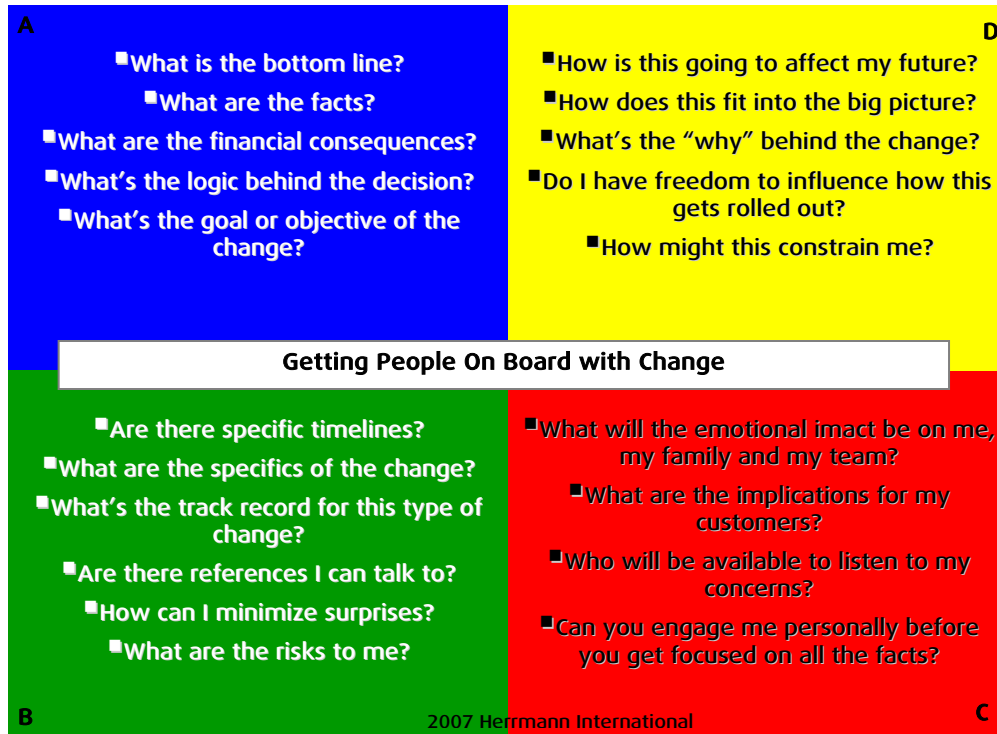 A
▪What is the bottom line?
▪What are the facts?
▪What are the financial consequences?
▪What's the logic behind the decision?
▪What's the goal or objective of the
change?
D
▪How is this going to affect my future?
▪How does this fit into the big picture?
▪What's the “why” behind the change?
▪Do I have freedom to influence how this
gets rolled out?
▪How might this constrain me?
Getting People On Board with Change
▪Are there specific timelines?
▪What are the specifics of the change?
▪What's the track record for this type of
change?
▪Are there references I can talk to?
▪How can I minimize surprises?
▪What are the risks to me?
B
▪What will the emotional imact be on me,
my family and my team?
▪What are the implications for my
customers?
▪Who will be available to listen to my
concerns?
▪Can you engage me personally before
you get focused on all the facts?
C
2007 Herrmann International